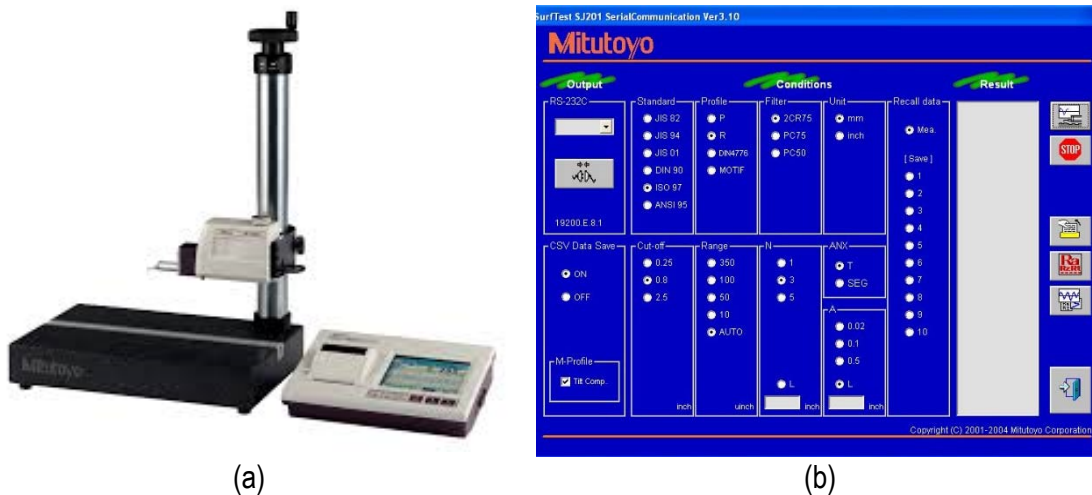 SurfTest SJ201 SerialCommunication Ver3.10
Mitutoyo
Output
Conditions
Result
RS-232C
19200.E.8.1
Standard
JIS 82
JIS 94
JIS 01
DIN 90
ISO 97
ANSI 95
Profile
P
R
DIN4776
MOTIF
Filter
2CR75
PC75
PC50
Unit
mm
inch
Recall data
Mea.
[Save]
1
2
3
4
5
6
7
8
9
10
STOP
Ra
CSV Data Save
ON
OFF
M-Profile
Tilt Comp.
Cut-off
0.25
0.8
2.5
inch
Range
350
100
50
10
AUTO
uinch
N
1
3
5
L
inch
ANX
T
SEG
A
0.02
0.1
0.5
L
inch
Copyright (C) 2001-2004 Mitutoyo Corporation
Mitutoyo
(a)
(b)